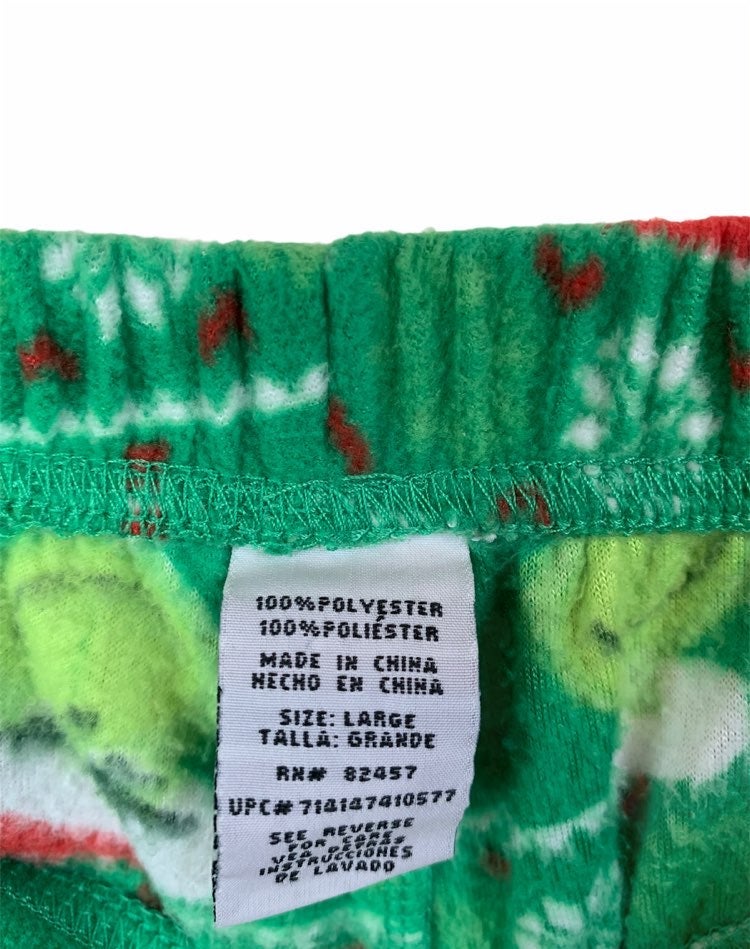 100%POLYESTER
100%POLIÉSTER
MADE IN CHINA
HECHO EN CHINA
SIZE: LARGE
TALLA: GRANDE
RN# 82457
UPC# 714147410577
SEE REVERSE
FOR CARE
VEA DETRAS
INSTRUCCIONES
DE LAVADO